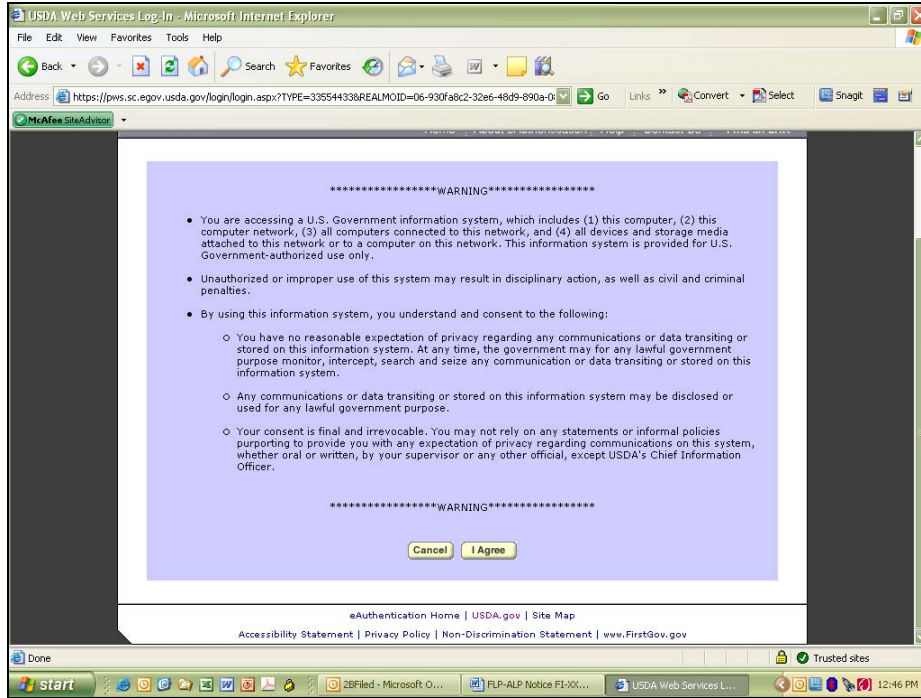 USDA Web Services Log-In - Microsoft Internet Explorer
File Edit View Favorites Tools Help
Back Search Favorites
Address https://pws.sc.egov.usda.gov/login/login.aspx?TYPE=33554433&REALMOID=06-930fa8c2-32e6-48d9-890a-0 Go Links » Convert Select Snagit
McAfee SiteAdvisor
*****************WARNING*****************
• You are accessing a U.S. Government information system, which includes (1) this computer, (2) this
computer network, (3) all computers connected to this network, and (4) all devices and storage media
attached to this network or to a computer on this network. This information system is provided for U.S.
Government-authorized use only.
• Unauthorized or improper use of this system may result in disciplinary action, as well as civil and criminal
penalties.
• By using this information system, you understand and consent to the following:
o You have no reasonable expectation of privacy regarding any communications or data transiting or
stored on this information system. At any time, the government may for any lawful government
purpose monitor, intercept, search and seize any communication or data transiting or stored on this
information system.
o Any communications or data transiting or stored on this information system may be disclosed or
used for any lawful government purpose.
o Your consent is final and irrevocable. You may not rely on any statements or informal policies
purporting to provide you with any expectation of privacy regarding communications on this system,
whether oral or written, by your supervisor or any other official, except USDA's Chief Information
Officer.
*****************WARNING*****************
Cancel I Agree
eAuthentication Home | USDA.gov | Site Map
Accessibility Statement | Privacy Policy | Non-Discrimination Statement | www.FirstGov.gov
Done Trusted sites
start 2BFiled - Microsoft O... FLP-ALP Notice FI-XX... USDA Web Services L... 12:46 PM